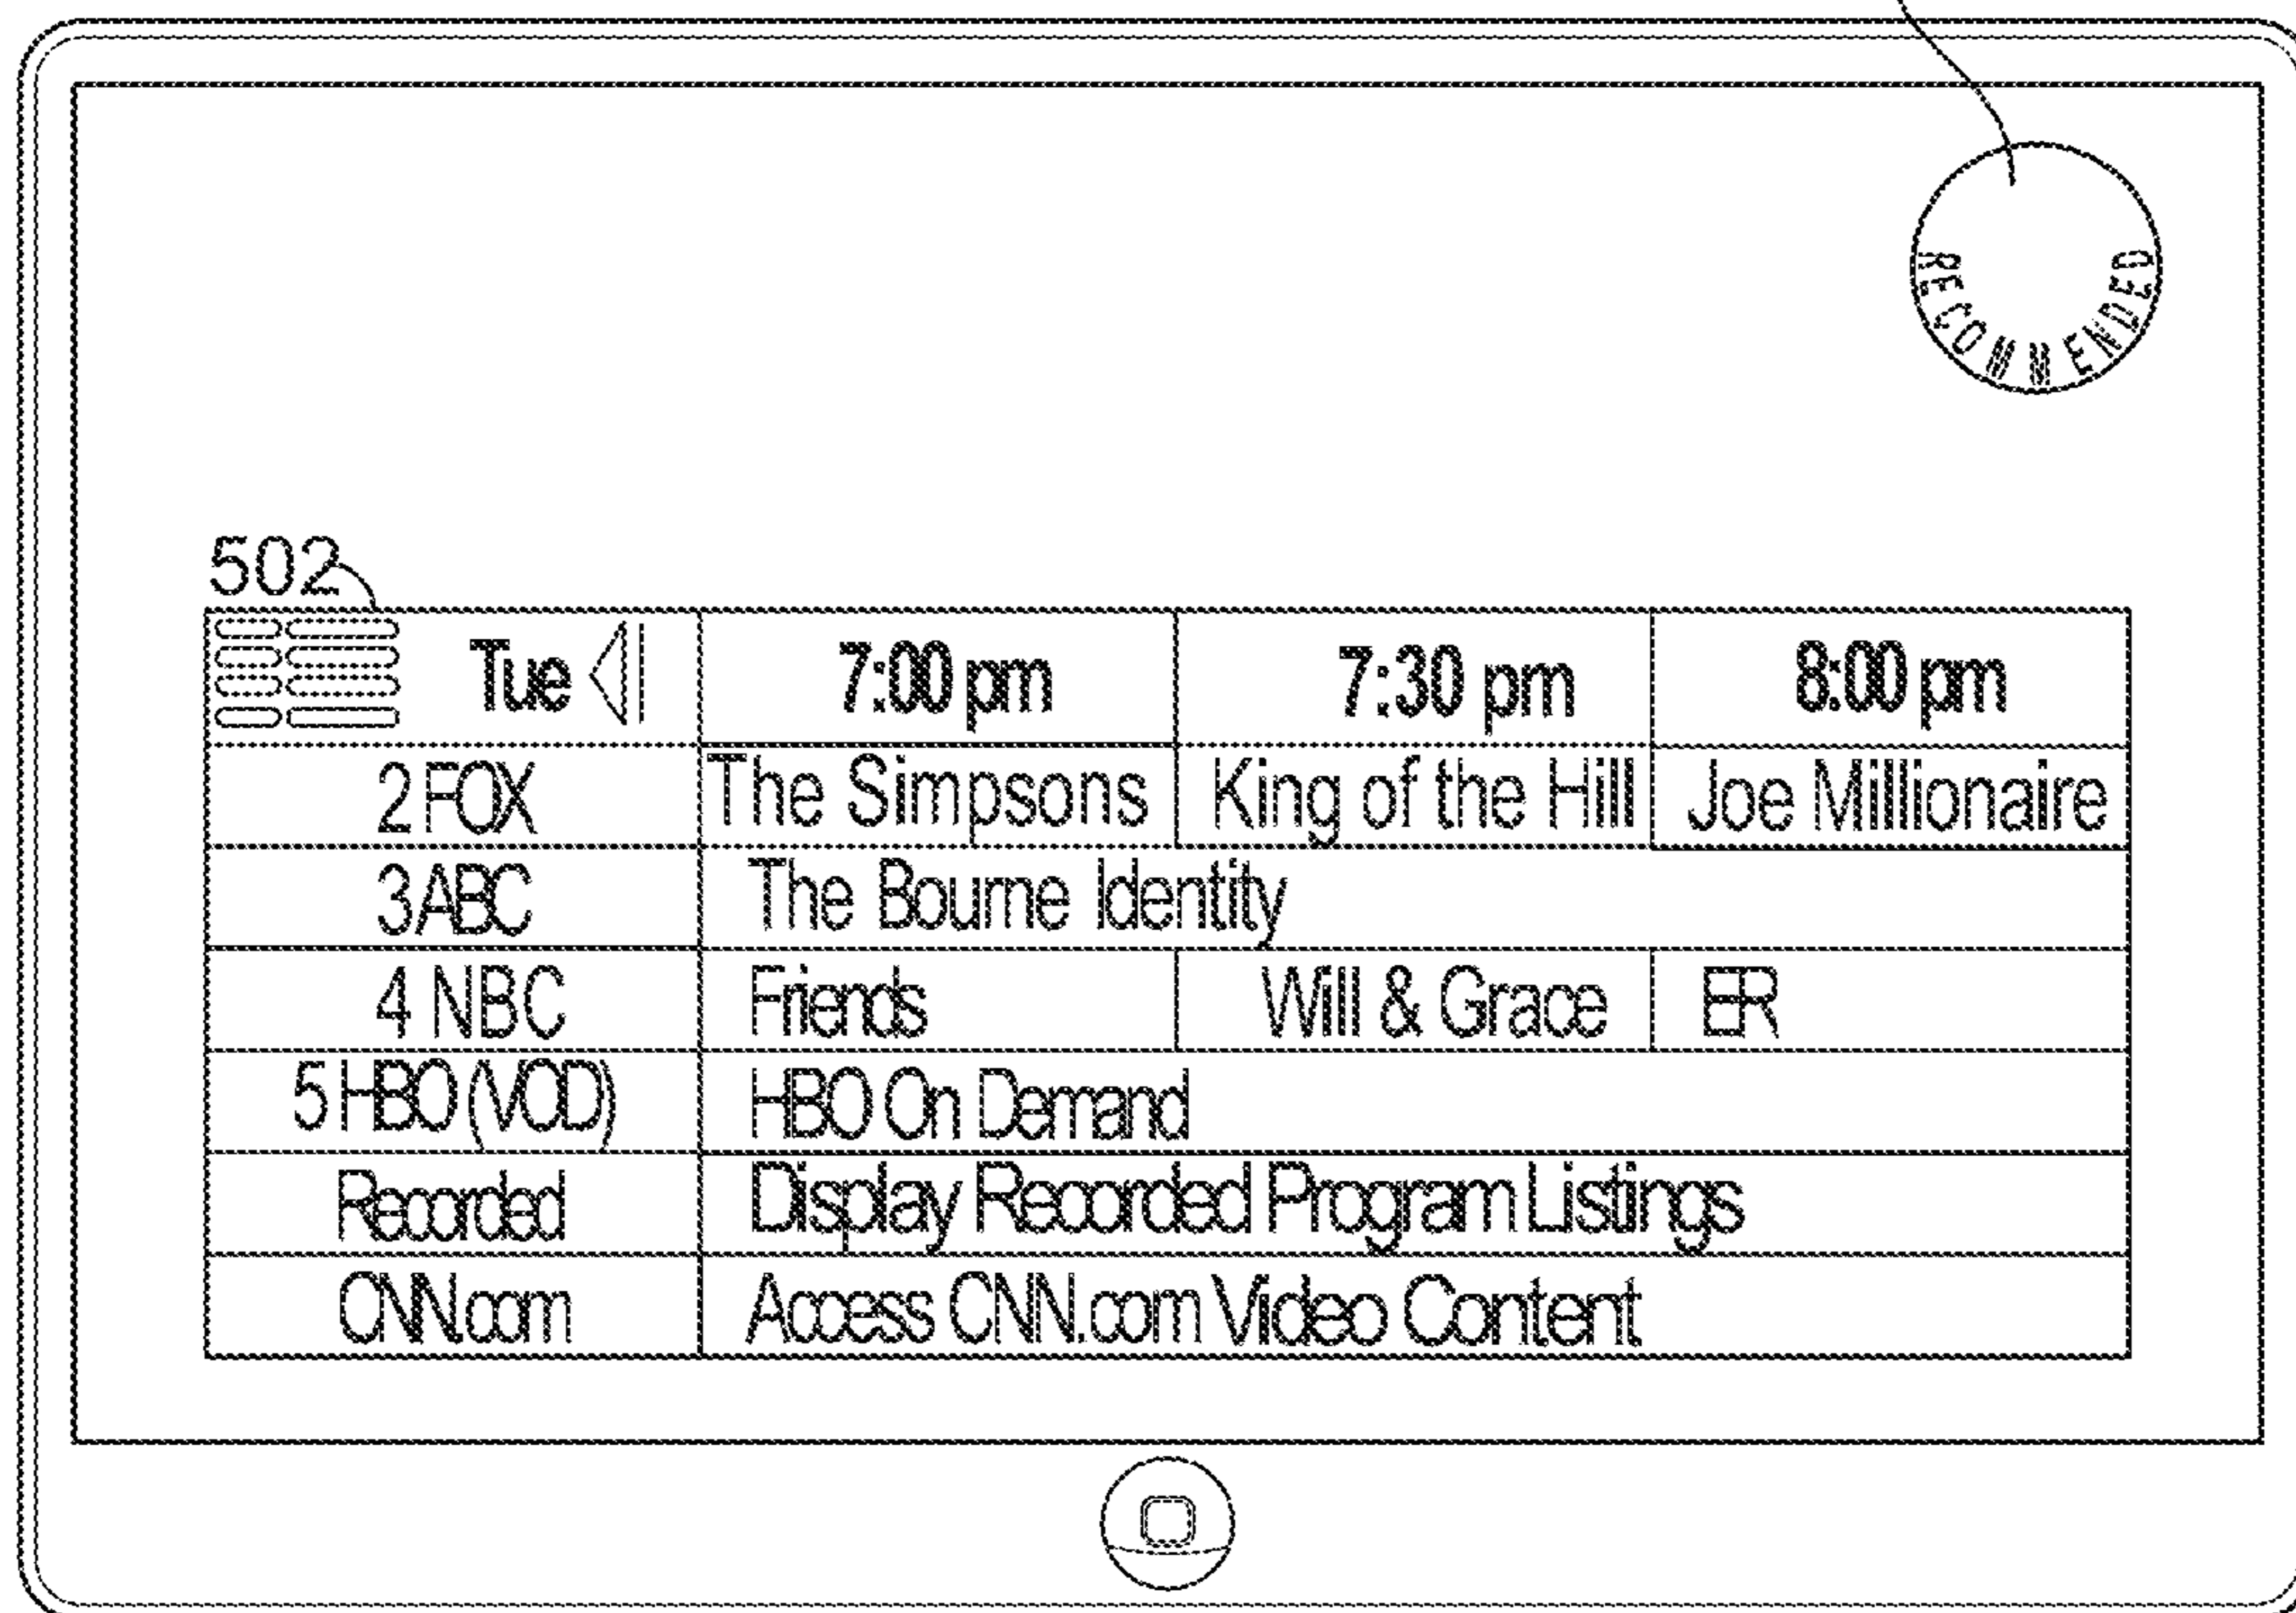 RECOMMENDED
502
Tue 7:00 pm 7:30 pm 8:00 pm
2 FOX The Simpsons King of the Hill Joe Millionaire
3 ABC The Bourne Identity
4 NBC Friends Will & Grace ER
5 HBO (VOD) HBO On Demand
Recorded Display Recorded Program Listings
CNN.com Access CNN.com Video Content